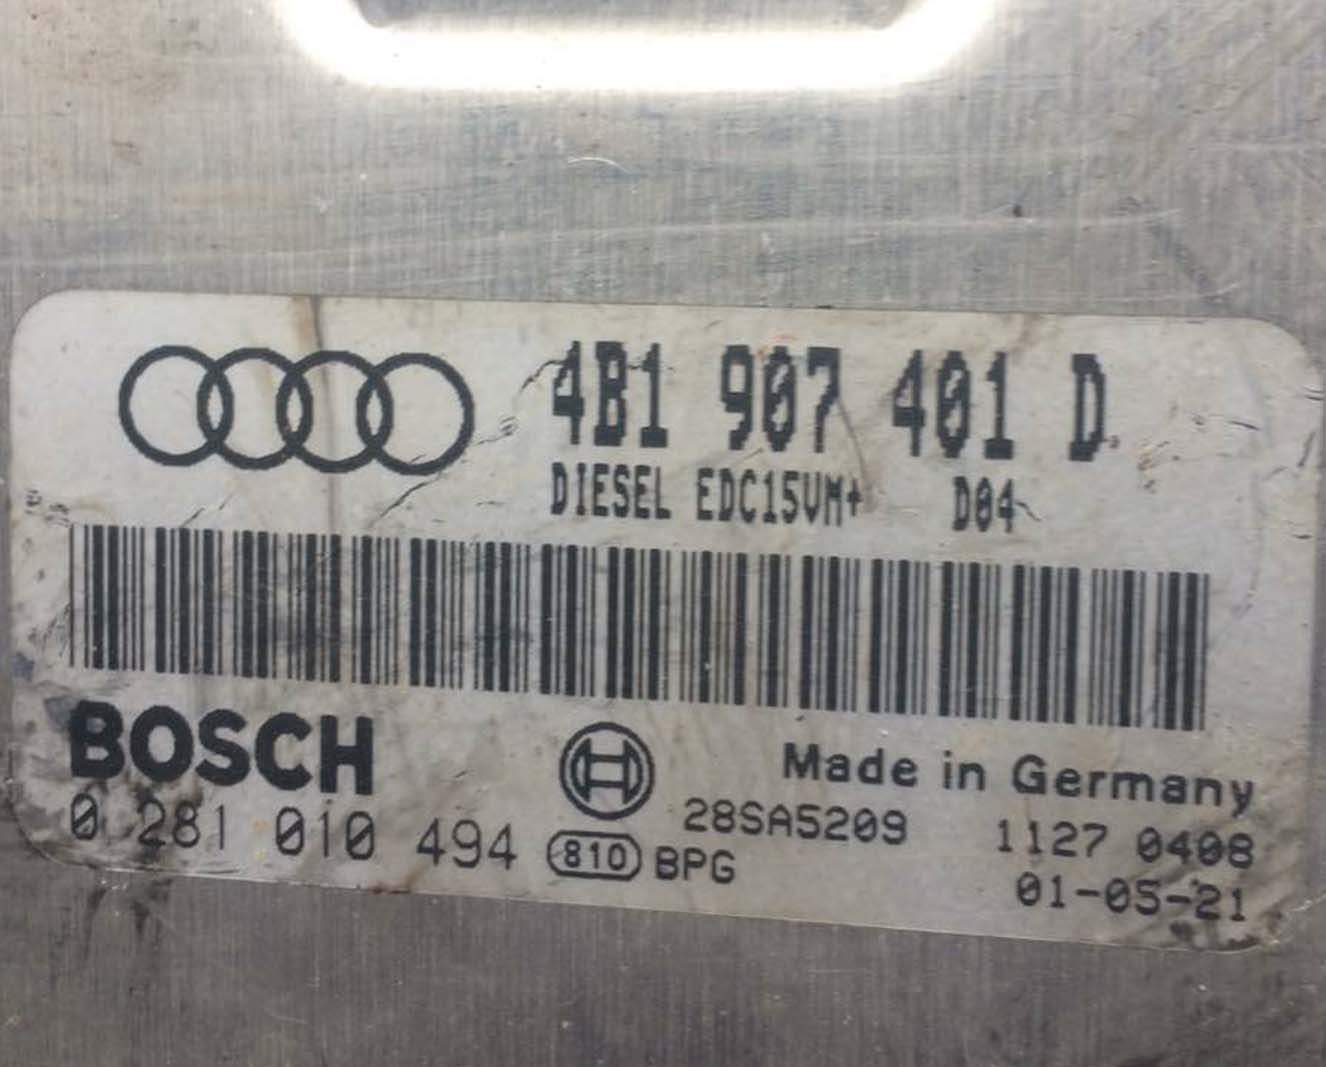 4B1 907 401 D
DIESEL EDC15VM+ D04
BOSCH
Made in Germany
0 281 010 494
810 BPG
28SA5209
1127 0408
01-05-21